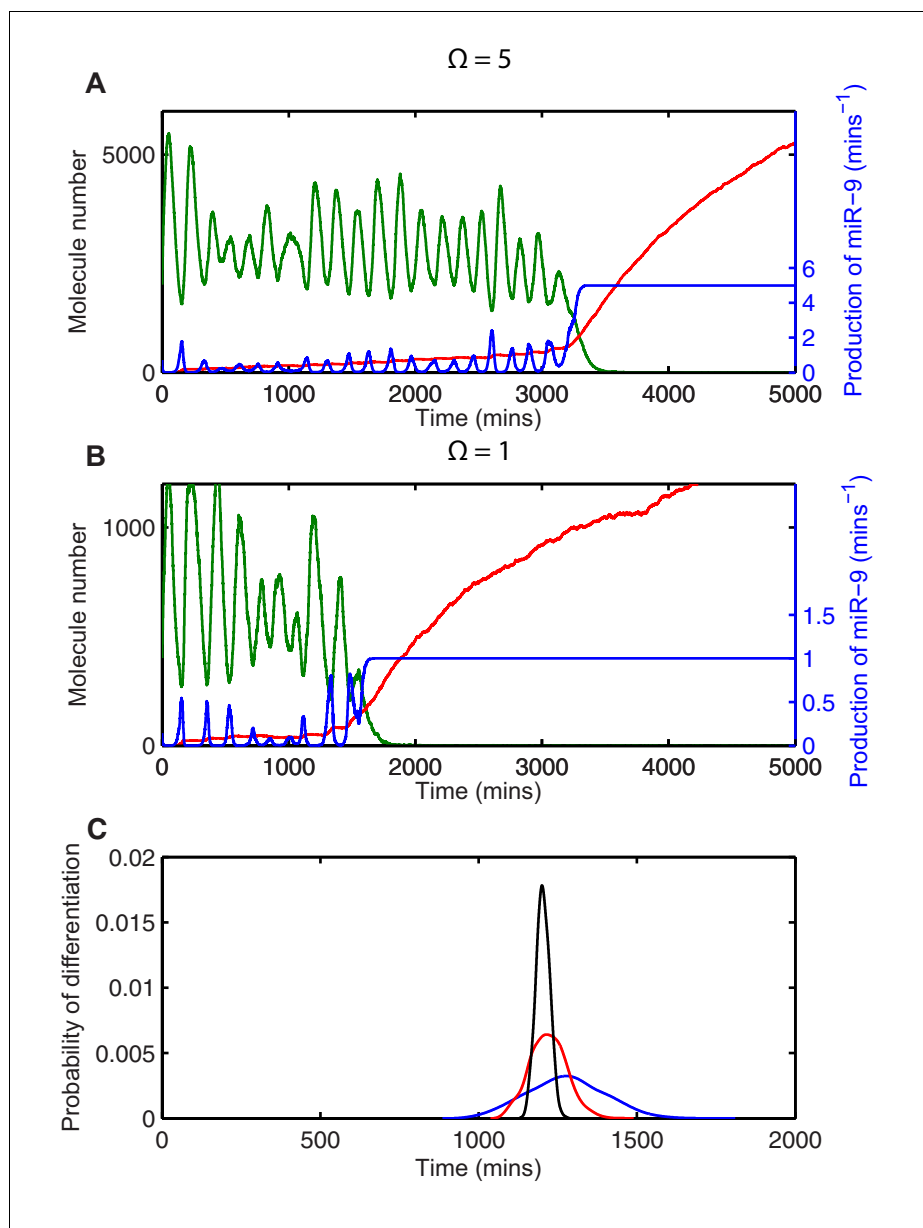 Ω = 5
A
Molecule number
5000
0
6
5
4
2
1
0
Production of miR−9 (mins⁻¹)
0 1000 2000 3000 4000 5000
Time (mins)
B
Ω = 1
Molecule number
1000
0
1.5
1
0.5
0
Production of miR−9 (mins⁻¹)
0 1000 2000 3000 4000 5000
Time (mins)
C
Probability of differentiation
0.02
0.015
0.01
0.005
0
0 500 1000 1500 2000
Time (mins)